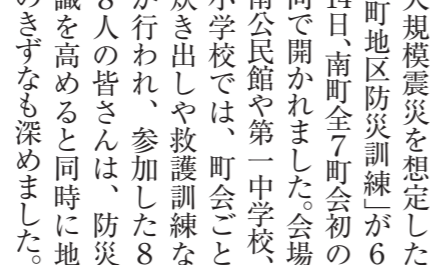 大規模震災を想定した
町地区防災訓練」が６
14日、南町全７町会初の
同で開かれました。会場
南公民館や第一中学校、
小学校では、町会ごと
炊き出しや救護訓練な
が行われ、参加した８
８人の皆さんは、防災
識を高めると同時に地
のきずなも深めました。